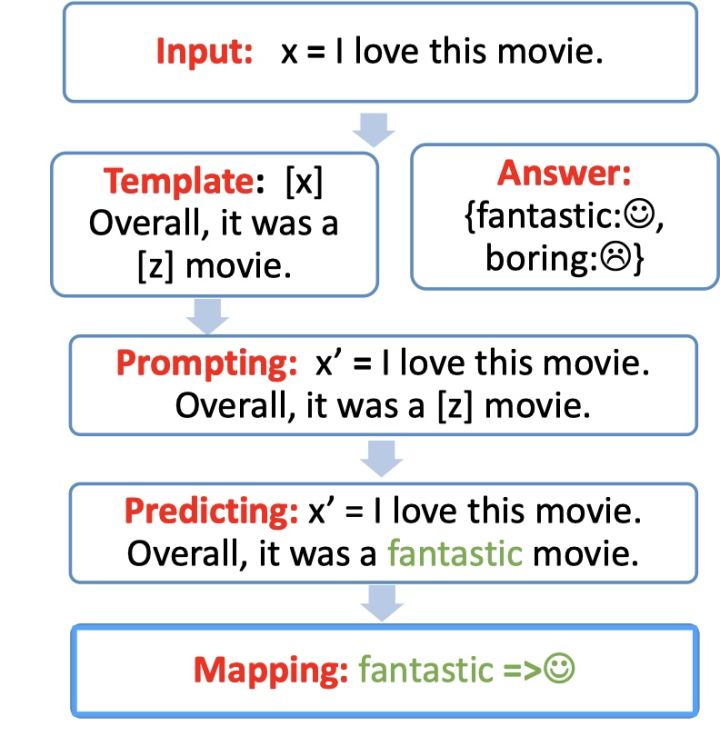 Input: x = I love this movie.
Template: [x]
Overall, it was a
[z] movie.
Answer:
{fantastic:☺,
boring:☹}
Prompting: x′ = I love this movie.
Overall, it was a [z] movie.
Predicting: x′ = I love this movie.
Overall, it was a fantastic movie.
Mapping: fantastic =>☺